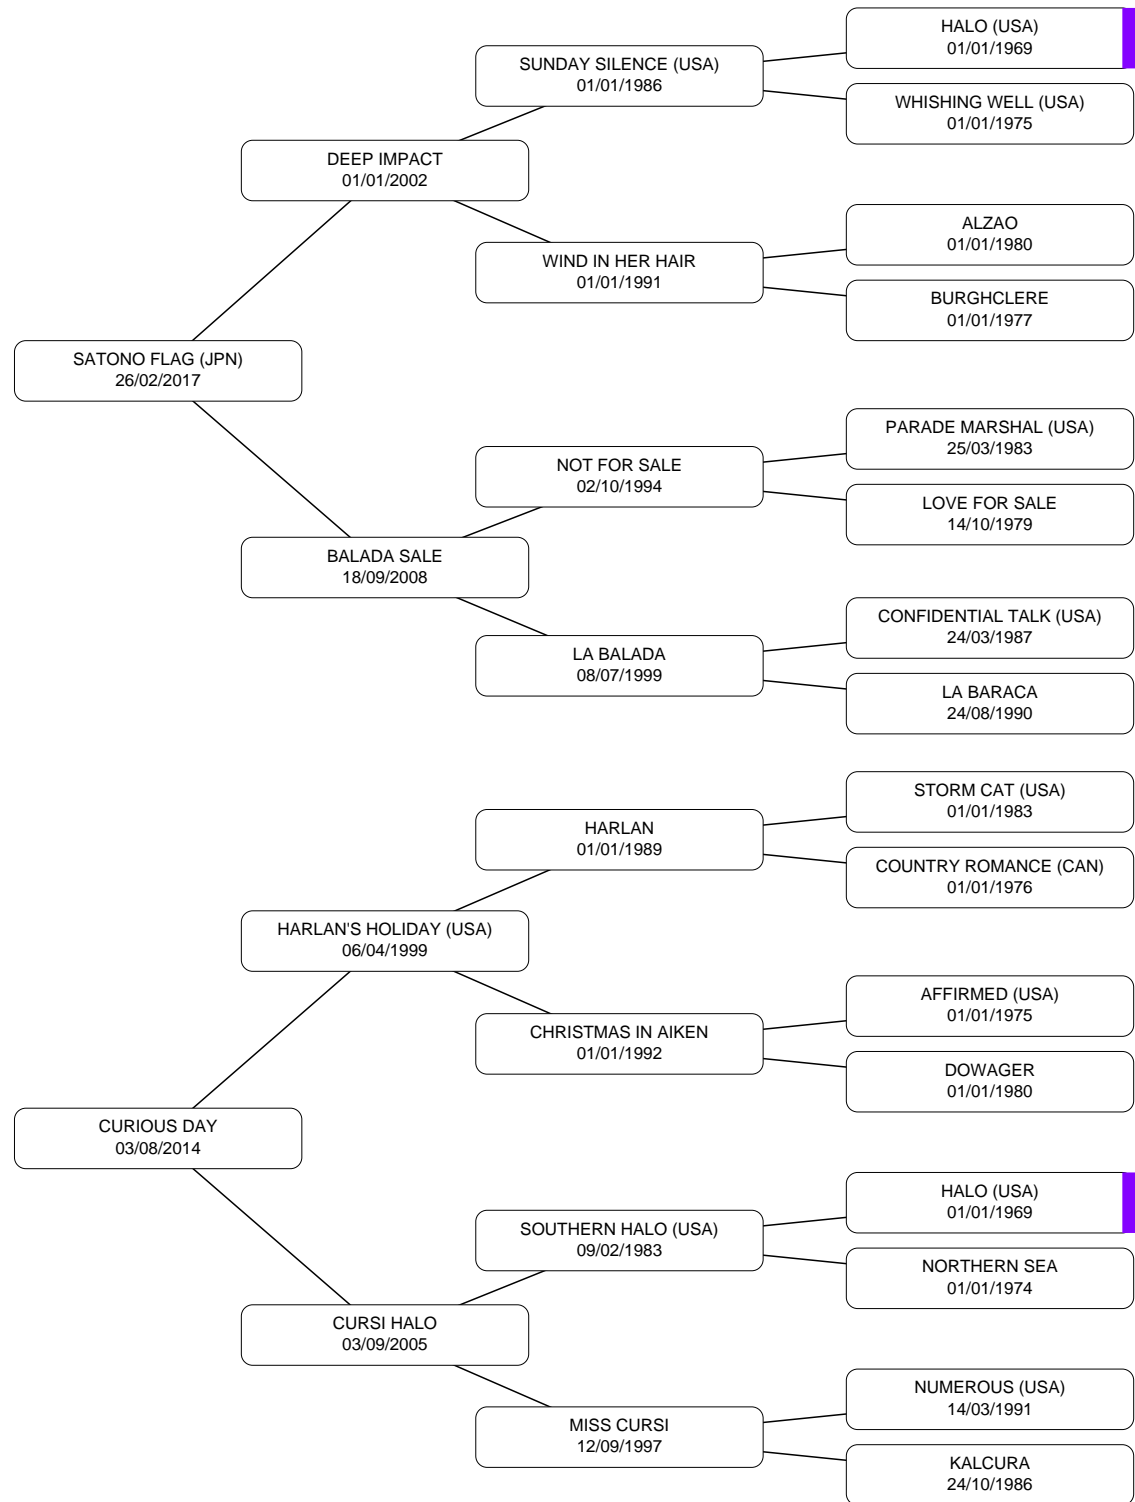 HALO (USA)
01/01/1969
SUNDAY SILENCE (USA)
01/01/1986
WHISHING WELL (USA)
01/01/1975
DEEP IMPACT
01/01/2002
ALZAO
01/01/1980
WIND IN HER HAIR
01/01/1991
BURGHCLERE
01/01/1977
SATONO FLAG (JPN)
26/02/2017
PARADE MARSHAL (USA)
25/03/1983
NOT FOR SALE
02/10/1994
LOVE FOR SALE
14/10/1979
BALADA SALE
18/09/2008
CONFIDENTIAL TALK (USA)
24/03/1987
LA BALADA
08/07/1999
LA BARACA
24/08/1990
STORM CAT (USA)
01/01/1983
HARLAN
01/01/1989
COUNTRY ROMANCE (CAN)
01/01/1976
HARLAN'S HOLIDAY (USA)
06/04/1999
AFFIRMED (USA)
01/01/1975
CHRISTMAS IN AIKEN
01/01/1992
DOWAGER
01/01/1980
CURIOUS DAY
03/08/2014
HALO (USA)
01/01/1969
SOUTHERN HALO (USA)
09/02/1983
NORTHERN SEA
01/01/1974
CURSI HALO
03/09/2005
NUMEROUS (USA)
14/03/1991
MISS CURSI
12/09/1997
KALCURA
24/10/1986